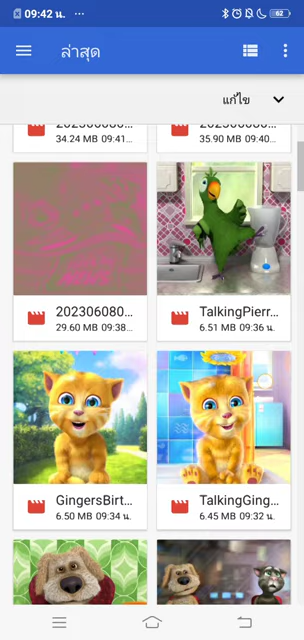 09:42 น. ...
62
ล่าสุด
แก้ไข
34.24 MB 09:41...
35.90 MB 09:40...
202306080...
29.60 MB 09:38...
TalkingPierr...
6.51 MB 09:36 น.
GingersBirt...
6.50 MB 09:34 น.
TalkingGing...
6.45 MB 09:32 น.